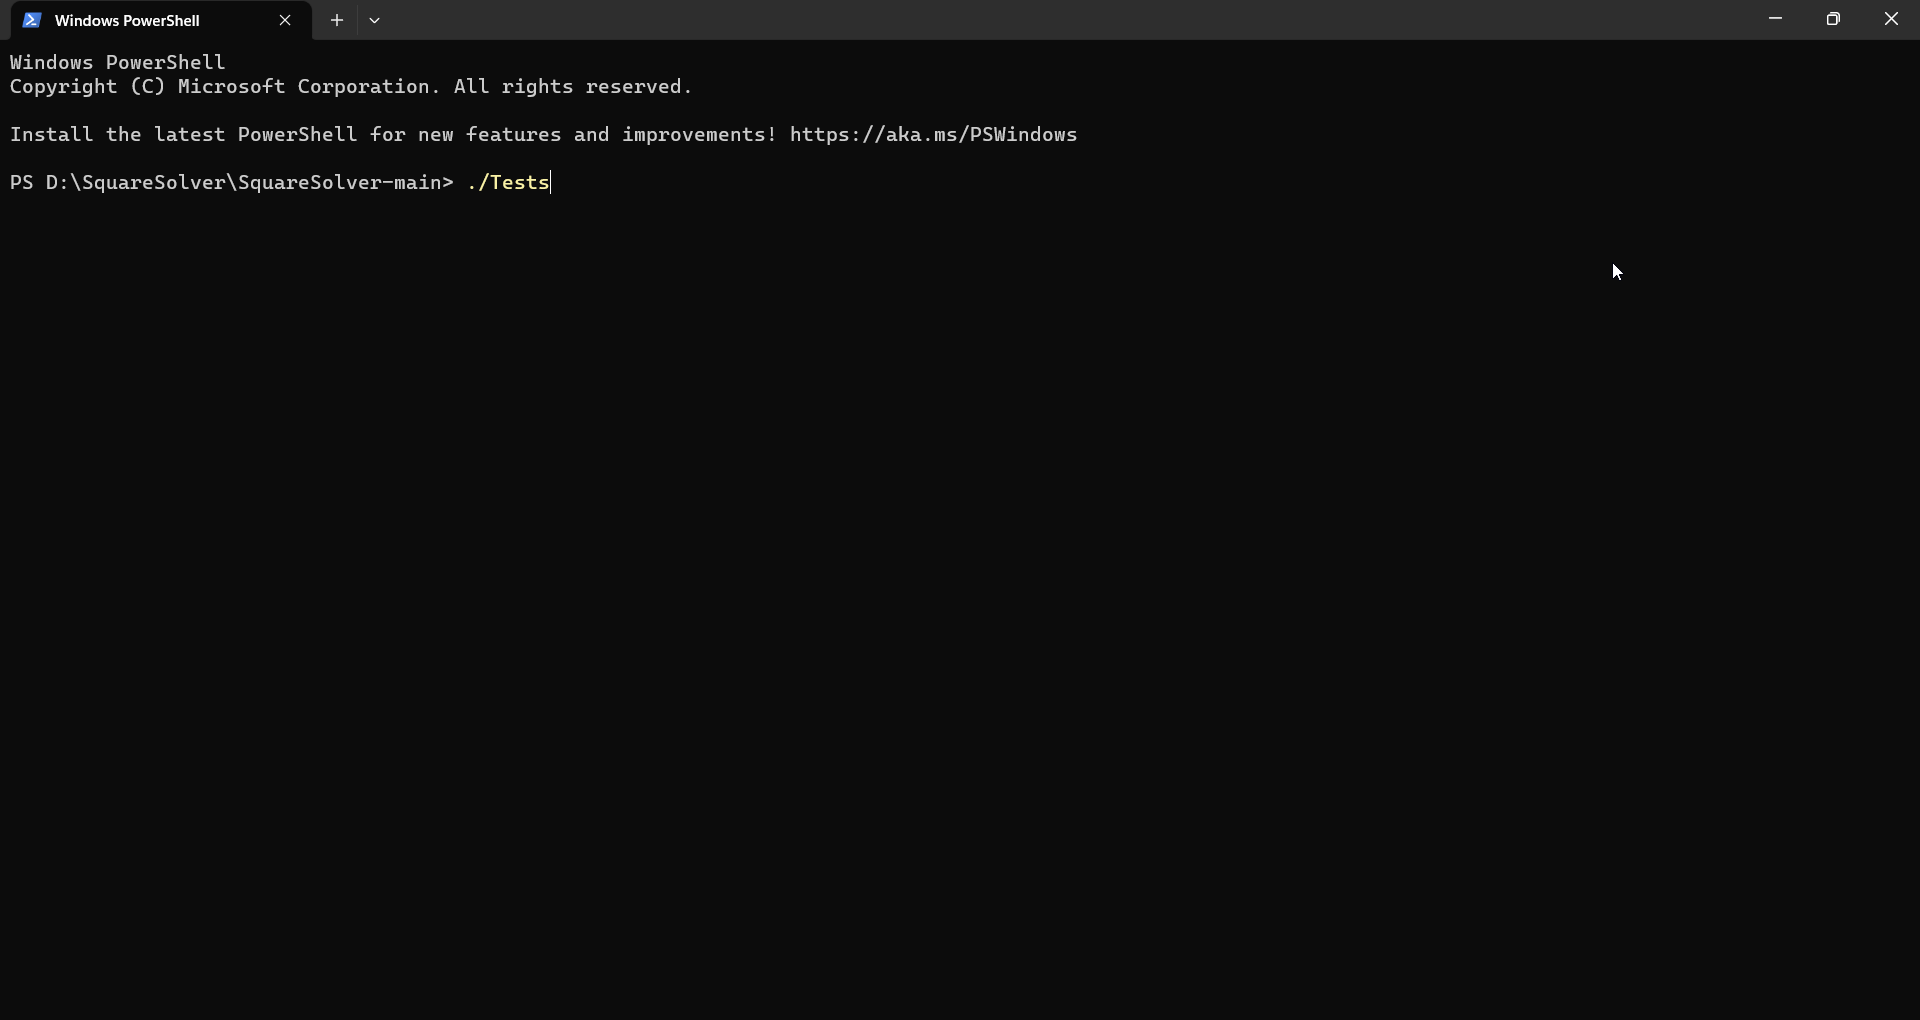 Windows PowerShell
Windows PowerShell
Copyright (C) Microsoft Corporation. All rights reserved.
Install the latest PowerShell for new features and improvements! https://aka.ms/PSWindows
PS D:\SquareSolver\SquareSolver-main> ./Tests